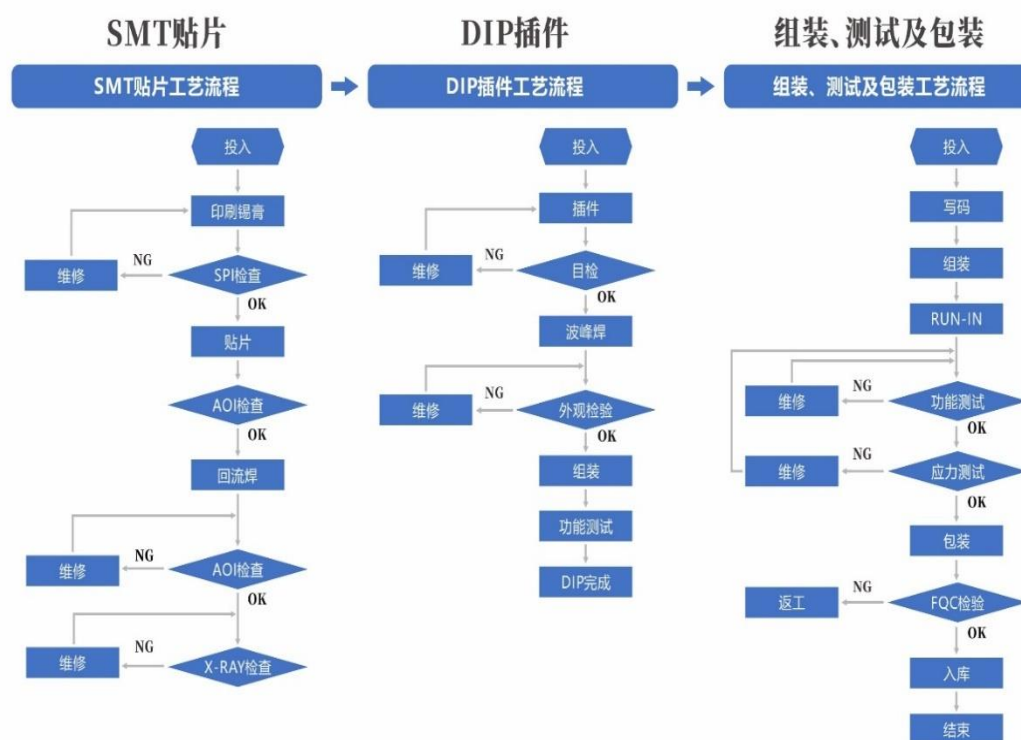 SMT贴片
SMT贴片工艺流程
投入
印刷锡膏
SPI检查
NG
维修
OK
贴片
AOI检查
OK
回流焊
AOI检查
NG
维修
OK
X-RAY检查
NG
维修
DIP插件
DIP插件工艺流程
投入
插件
目检
NG
维修
OK
波峰焊
外观检验
NG
维修
OK
组装
功能测试
DIP完成
组装、测试及包装
组装、测试及包装工艺流程
投入
写码
组装
RUN-IN
功能测试
NG
维修
OK
应力测试
NG
维修
OK
包装
FQC检验
NG
返工
OK
入库
结束